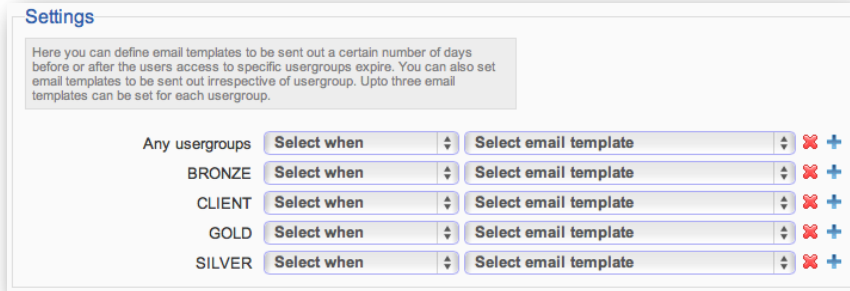 Settings
Here you can define email templates to be sent out a certain number of days
before or after the users access to specific usergroups expire. You can also set
email templates to be sent out irrespective of usergroup. Upto three email
templates can be set for each usergroup.
Any usergroups Select when Select email template
BRONZE Select when Select email template
CLIENT Select when Select email template
GOLD Select when Select email template
SILVER Select when Select email template